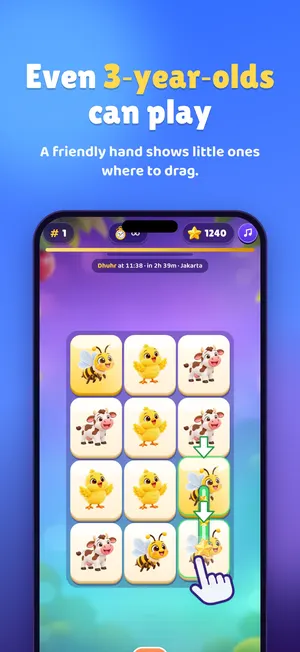 Even 3-year-olds
can play
A friendly hand shows little ones
where to drag.
# 1
∞
1240
Dhuhr at 11:38 · in 2h 39m · Jakarta